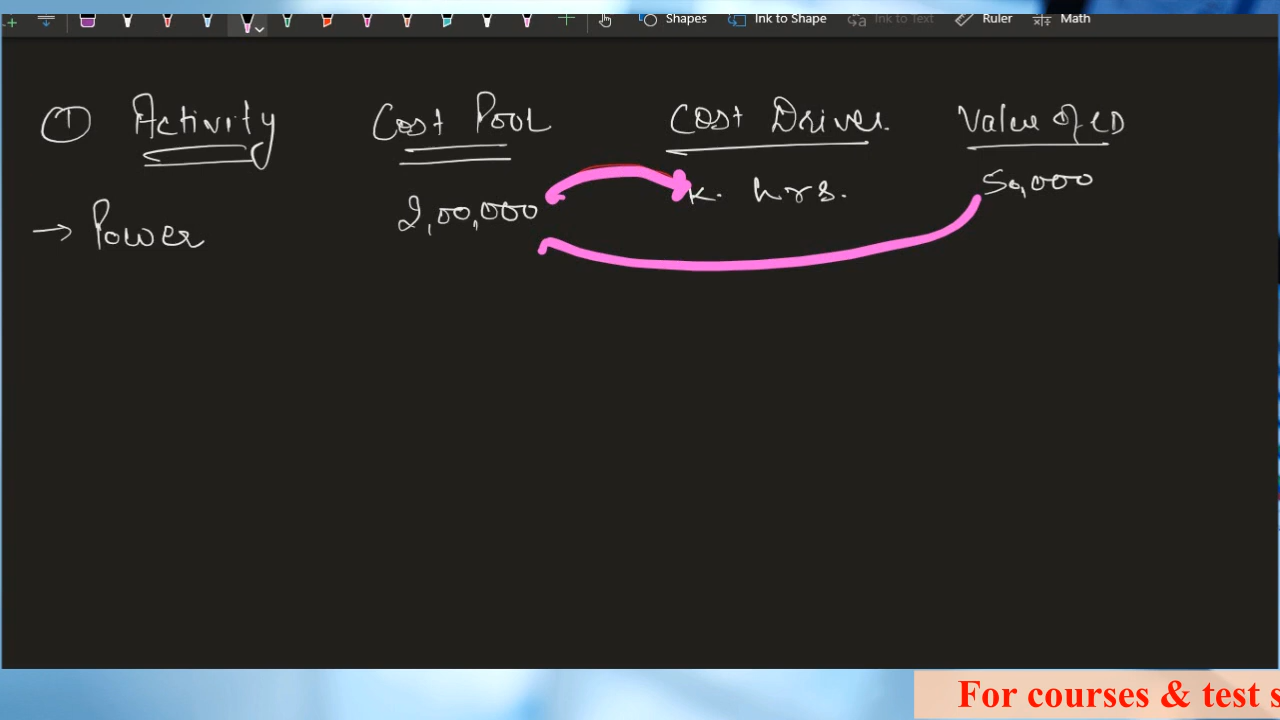 Shapes Ink to Shape Ink to Text Ruler Math
① Activity Cost Pool Cost Driver. Value of CD
→ Power 2,00,000 K. hrs. 50,000
For courses & test s